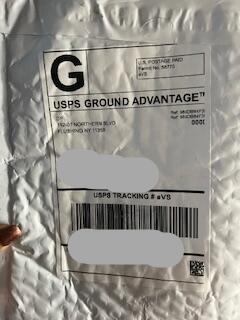 G
U.S. POSTAGE PAID
eVS
USPS GROUND ADVANTAGE™
NORTHERN BLVD
FLUSHING NY
USPS TRACKING # eVS